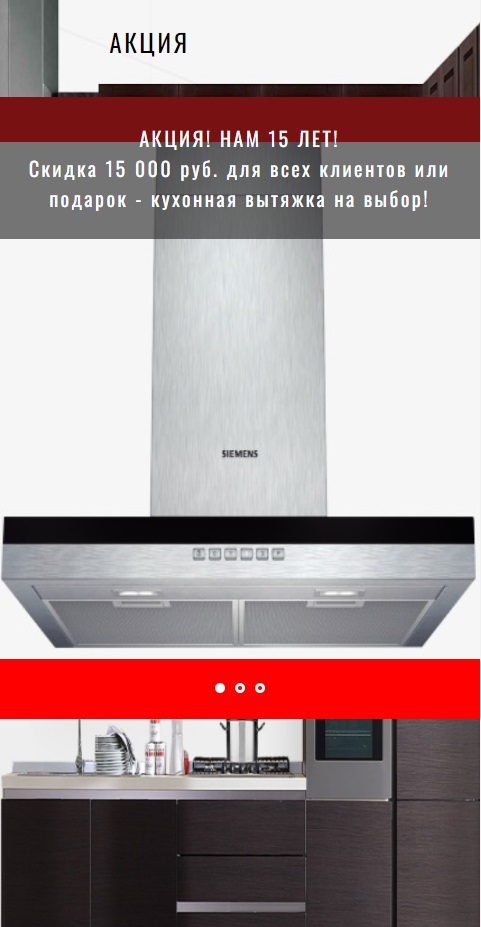 АКЦИЯ
АКЦИЯ! НАМ 15 ЛЕТ!
Скидка 15 000 руб. для всех клиентов или
подарок - кухонная вытяжка на выбор!
SIEMENS